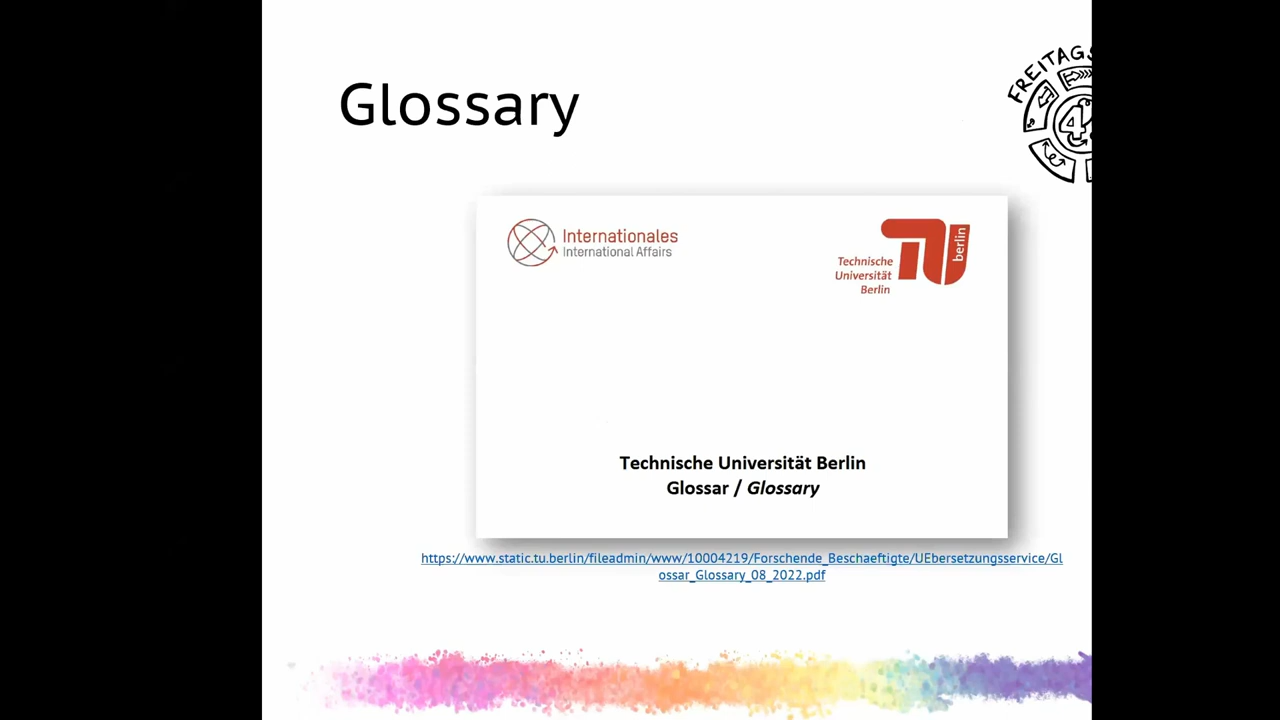 Glossary
FREITAGS
42
Internationales
International Affairs
Technische
Universität
Berlin
berlin
Technische Universität Berlin
Glossar / Glossary
https://www.static.tu.berlin/fileadmin/www/10004219/Forschende_Beschaeftigte/UEbersetzungsservice/Gl
ossar_Glossary_08_2022.pdf